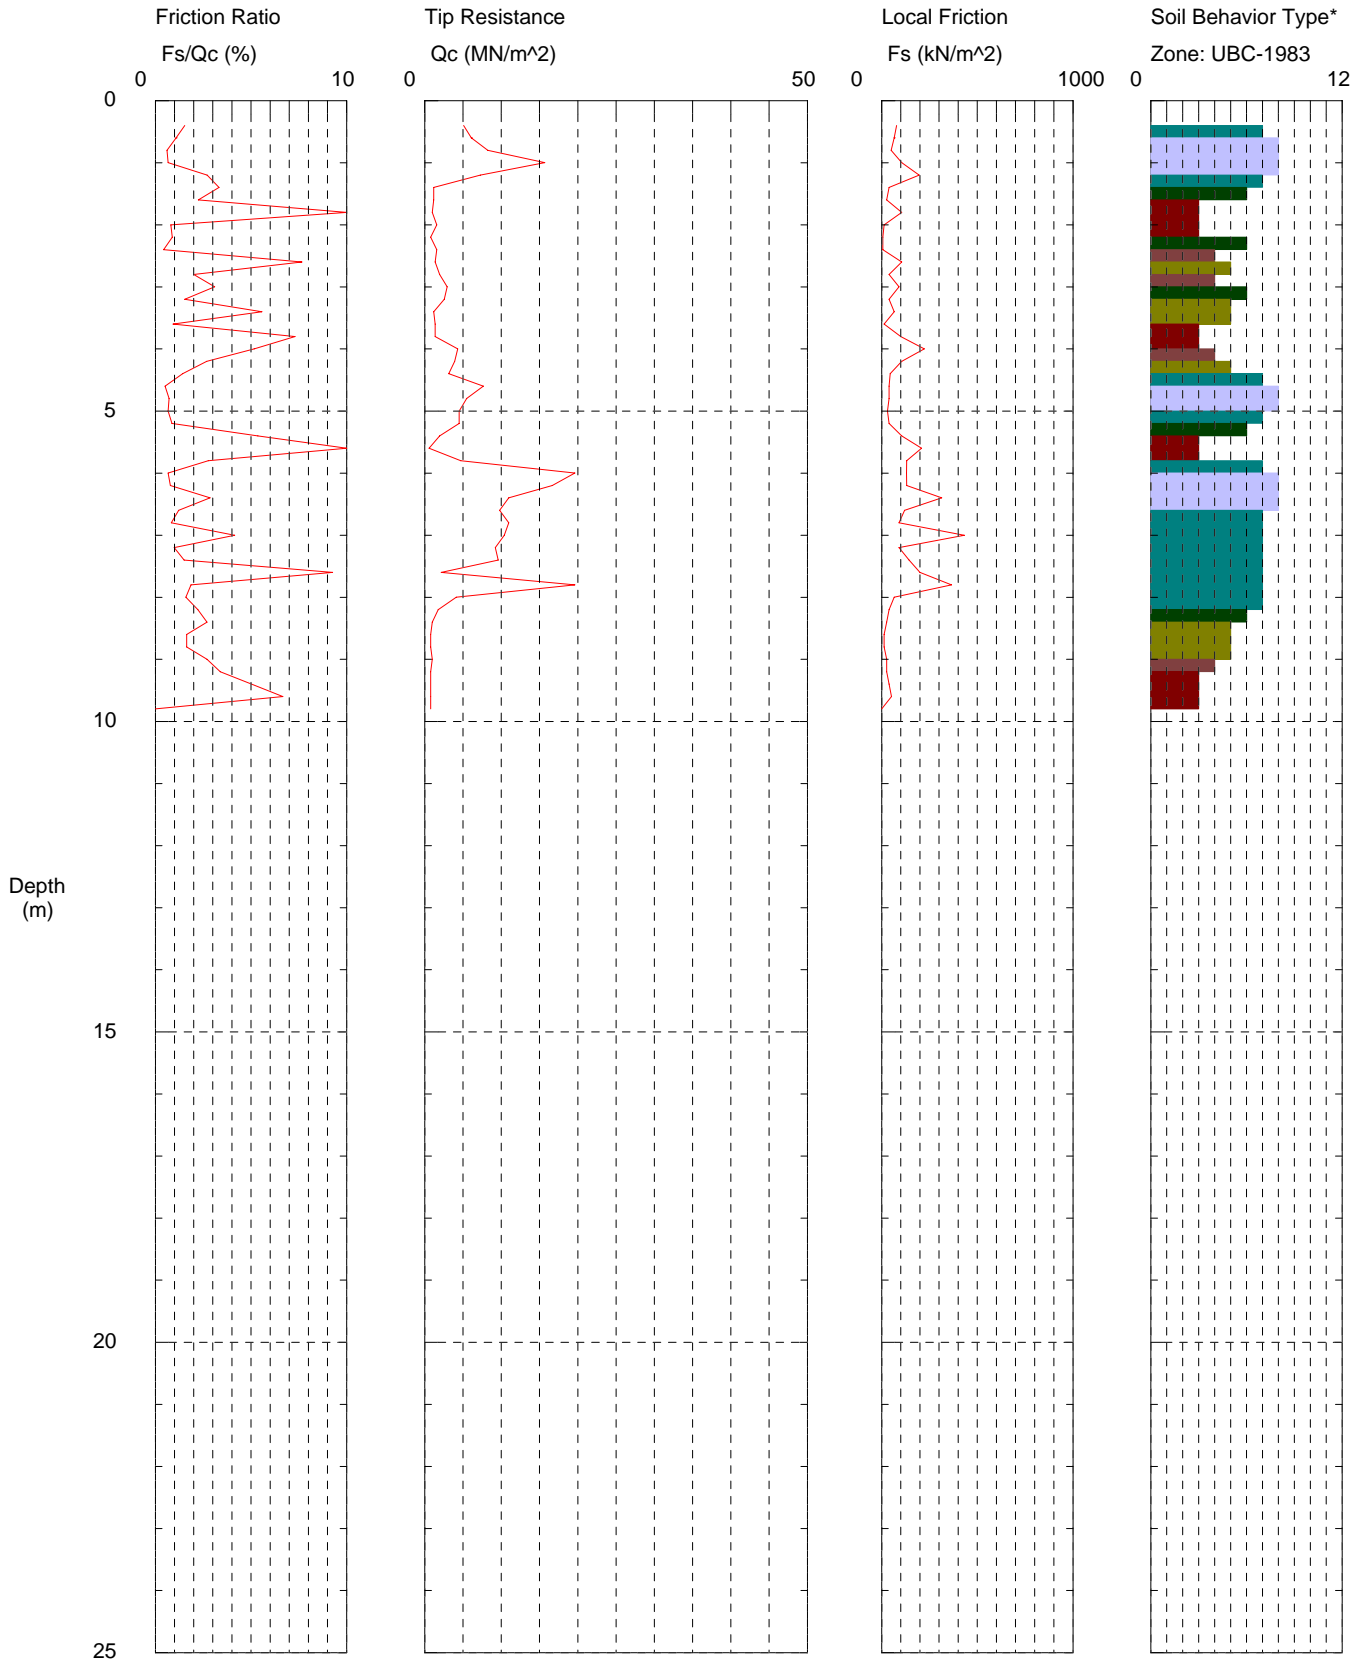 Friction Ratio Tip Resistance Local Friction Soil Behavior Type*
Fs/Qc (%) Qc (MN/m^2) Fs (kN/m^2) Zone: UBC-1983
0 10 0 50 0 1000 0 12
0
5
10
Depth
(m)
15
20
25